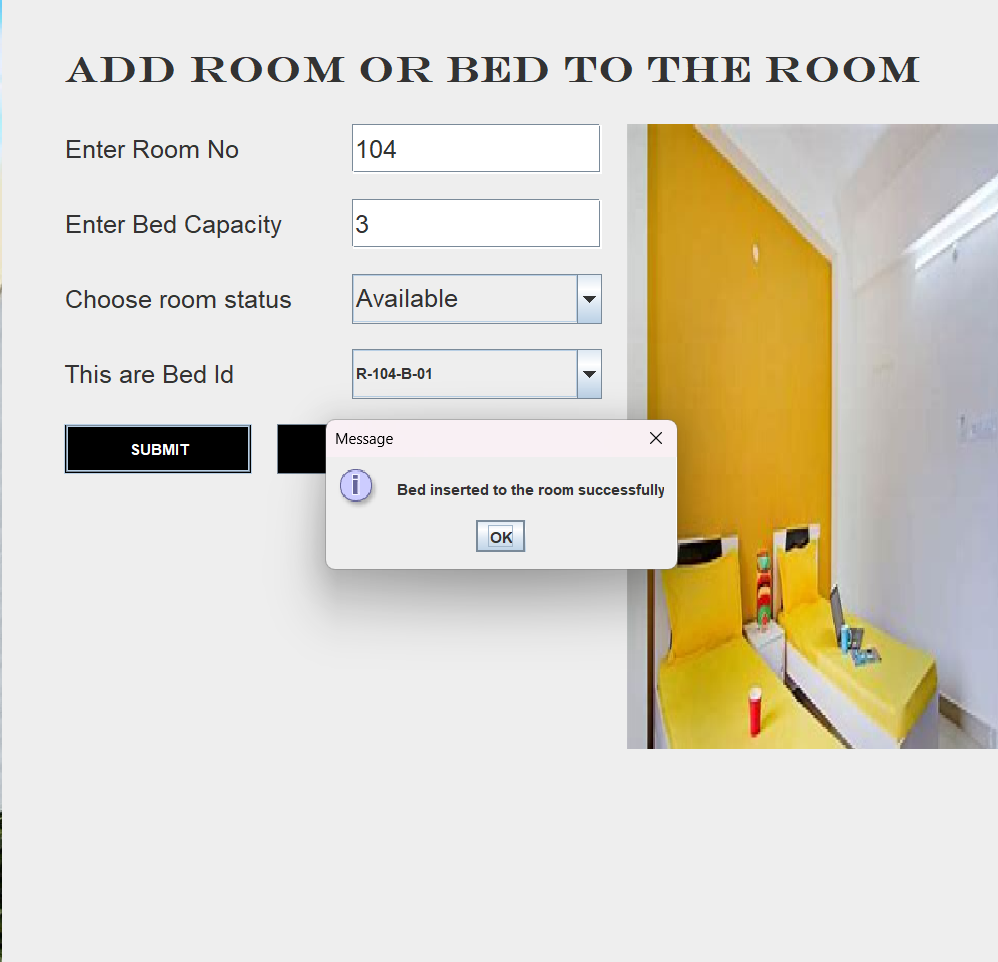 ADD ROOM OR BED TO THE ROOM
Enter Room No
104
Enter Bed Capacity
3
Choose room status
Available
This are Bed Id
R-104-B-01
SUBMIT
Message
Bed inserted to the room successfully
OK